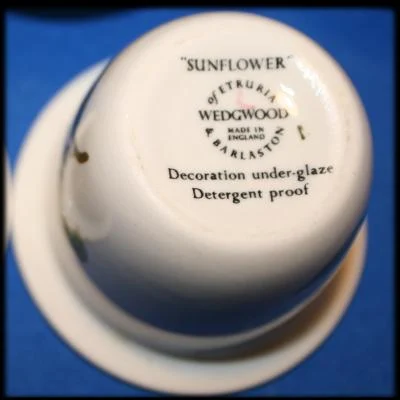 "SUNFLOWER"
of ETRURIA
WEDGWOOD
MADE IN
ENGLAND
& BARLASTON
Decoration under-glaze
Detergent proof